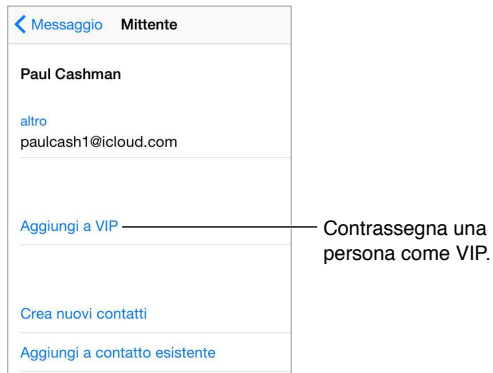 Messaggio Mittente
Paul Cashman
altro
paulcash1@icloud.com
Aggiungi a VIP
Contrassegna una
persona come VIP.
Crea nuovi contatti
Aggiungi a contatto esistente